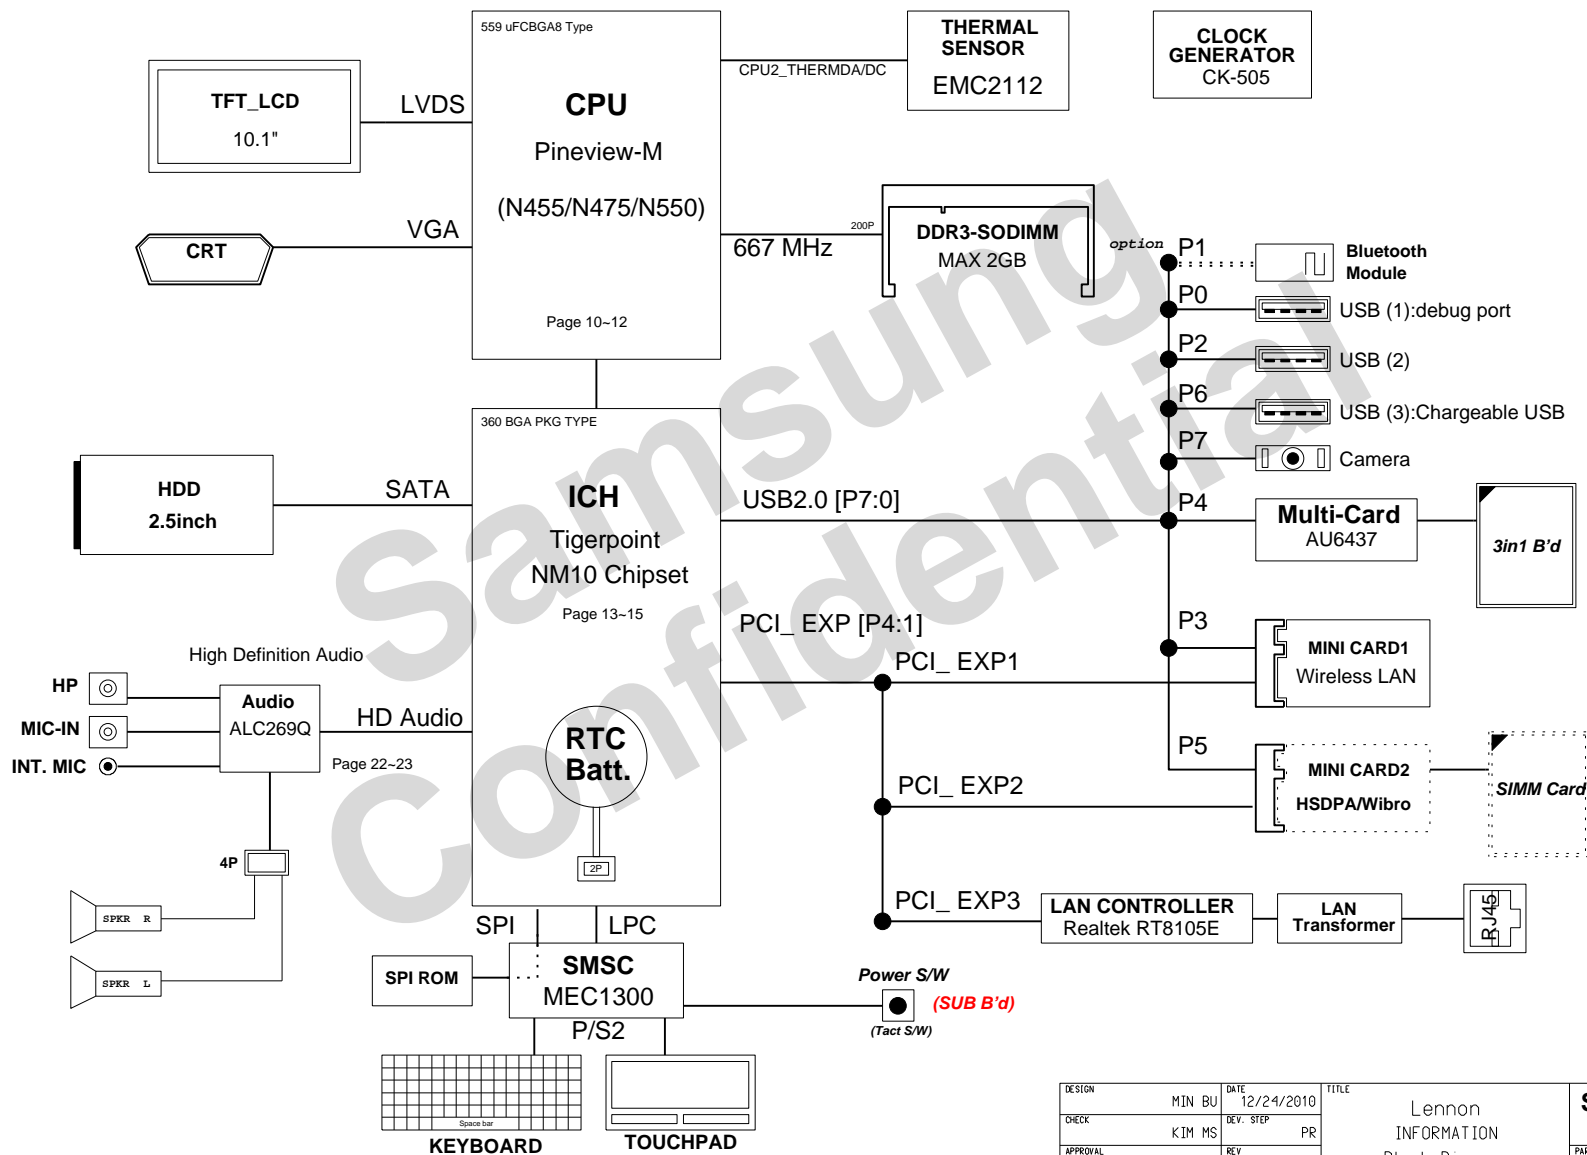 559 uFCBGA8 Type
CPU
Pineview-M
(N455/N475/N550)
Page 10~12
THERMAL
SENSOR
EMC2112
CPU2_THERMDA/DC
CLOCK
GENERATOR
CK-505
TFT_LCD
10.1"
LVDS
CRT
VGA
667 MHz
200P
DDR3-SODIMM
MAX 2GB
option
P1
Bluetooth
Module
P0
USB (1):debug port
P2
USB (2)
P6
USB (3):Chargeable USB
P7
Camera
P4
Multi-Card
AU6437
3in1 B'd
360 BGA PKG TYPE
ICH
Tigerpoint
NM10 Chipset
Page 13~15
HDD
2.5inch
SATA
USB2.0 [P7:0]
PCI_ EXP [P4:1]
P3
PCI_ EXP1
MINI CARD1
Wireless LAN
P5
PCI_ EXP2
MINI CARD2
HSDPA/Wibro
SIMM Card
PCI_ EXP3
LAN CONTROLLER
Realtek RT8105E
LAN
Transformer
RJ45
High Definition Audio
HP
MIC-IN
INT. MIC
Audio
ALC269Q
HD Audio
Page 22~23
4P
SPKR R
SPKR L
RTC
Batt.
2P
SPI
LPC
SPI ROM
SMSC
MEC1300
P/S2
Power S/W
(SUB B'd)
(Tact S/W)
Space bar
KEYBOARD
TOUCHPAD
Samsung
Confidential
DESIGN
MIN BU
DATE
12/24/2010
TITLE
Lennon
INFORMATION
CHECK
KIM MS
DEV. STEP
PR
APPROVAL
REV